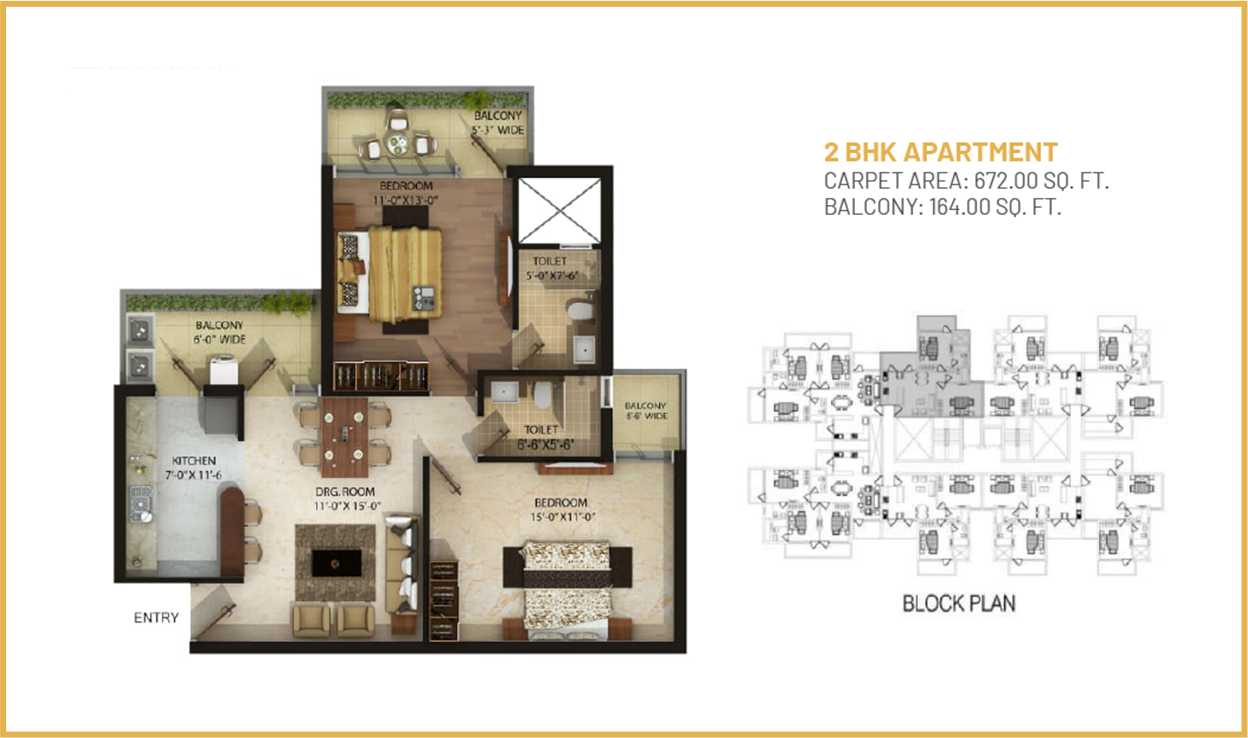 2 BHK APARTMENT
CARPET AREA: 672.00 SQ. FT.
BALCONY: 164.00 SQ. FT.
BALCONY
5'-3" WIDE
BEDROOM
11'-0"X13'-0"
TOILET
5'-0"X7'-6"
BALCONY
6'-0" WIDE
KITCHEN
7'-0"X11'-6
DRG. ROOM
11'-0" X 15'-0"
TOILET
6'-6"X5'-6"
BALCONY
WIDE
BEDROOM
15'-0"X11'-0"
ENTRY
BLOCK PLAN